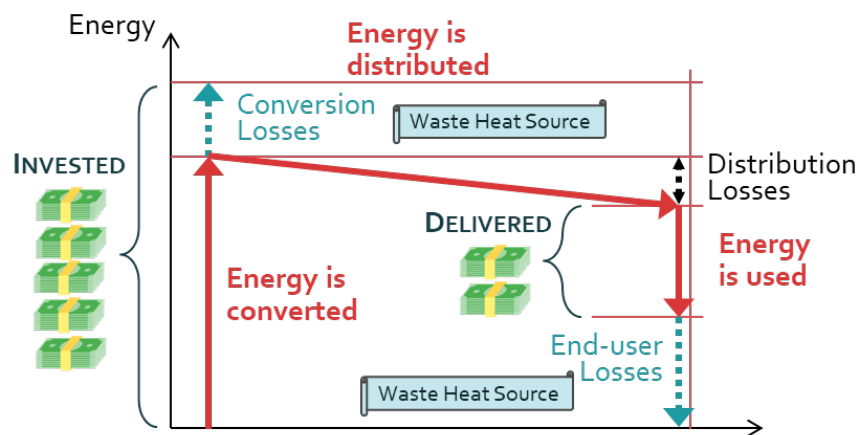 Energy
Energy is
distributed
Conversion
Losses
Waste Heat Source
INVESTED
Distribution
Losses
DELIVERED
Energy is
converted
Energy
is used
End-user
Losses
Waste Heat Source